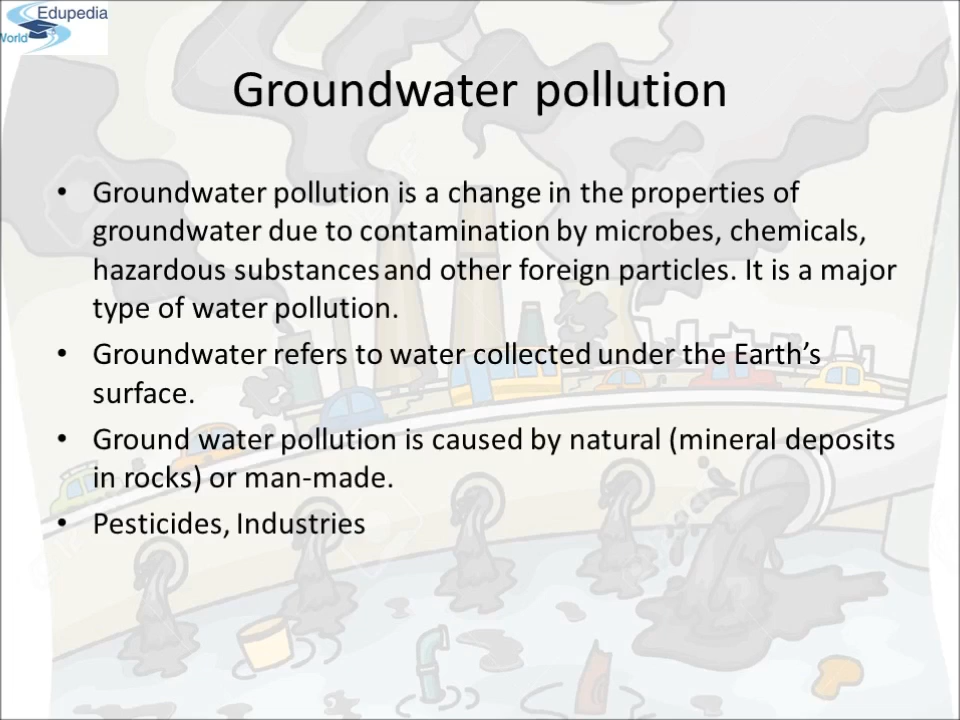 Edupedia
World
Groundwater pollution
• Groundwater pollution is a change in the properties of
groundwater due to contamination by microbes, chemicals,
hazardous substances and other foreign particles. It is a major
type of water pollution.
• Groundwater refers to water collected under the Earth’s
surface.
• Ground water pollution is caused by natural (mineral deposits
in rocks) or man-made.
• Pesticides, Industries